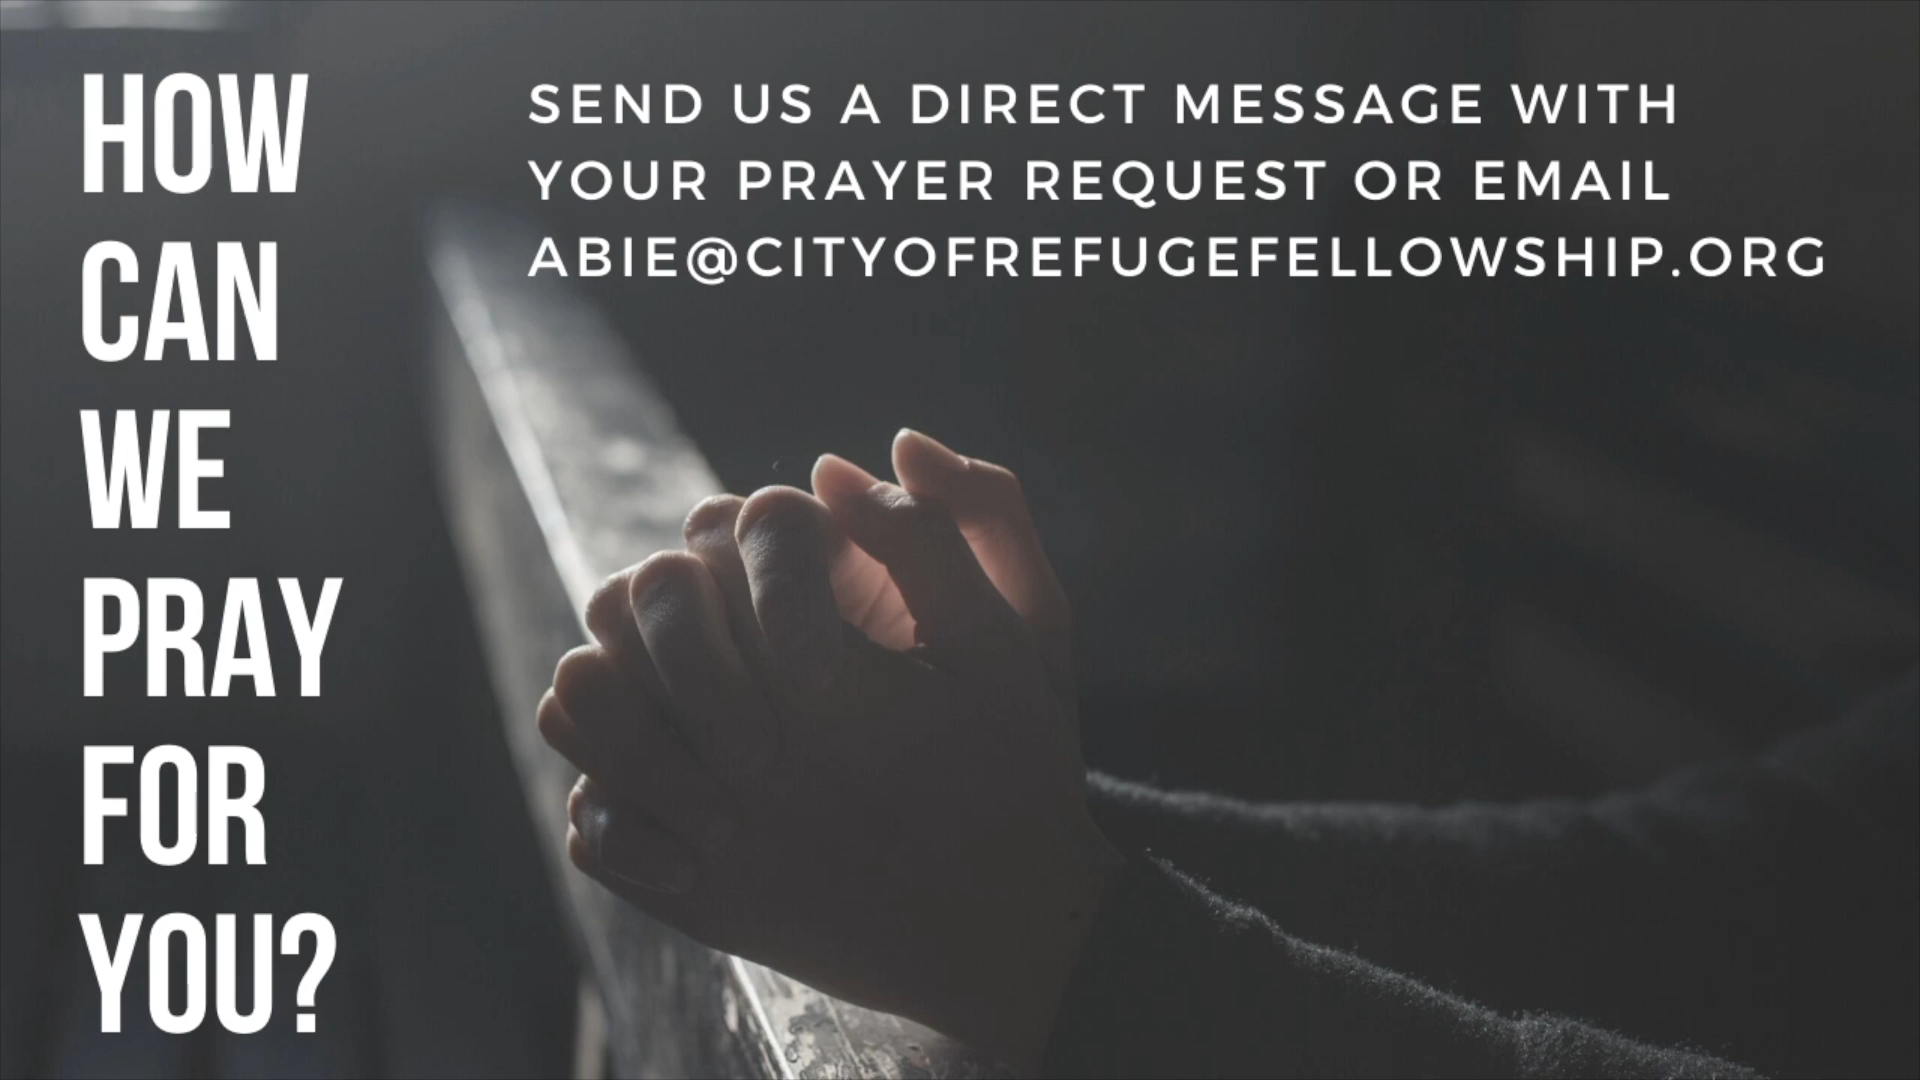 HOW
CAN
WE
PRAY
FOR
YOU?
SEND US A DIRECT MESSAGE WITH
YOUR PRAYER REQUEST OR EMAIL
ABIE@CITYOFREFUGEFELLOWSHIP.ORG